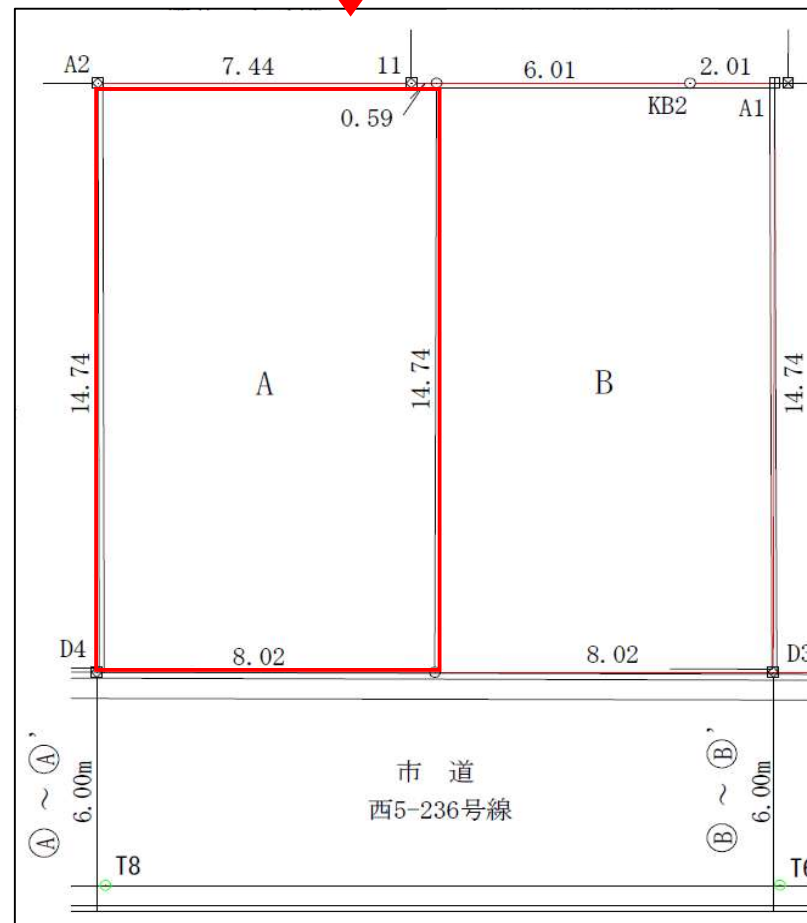 A2
7.44
11
6.01
2.01
0.59
KB2
A1
14.74
A
14.74
B
14.74
D4
8.02
8.02
D3
Ⓐ ~ Ⓐ'
6.00m
市 道
西5-236号線
Ⓑ ~ Ⓑ'
6.00m
T8
T6